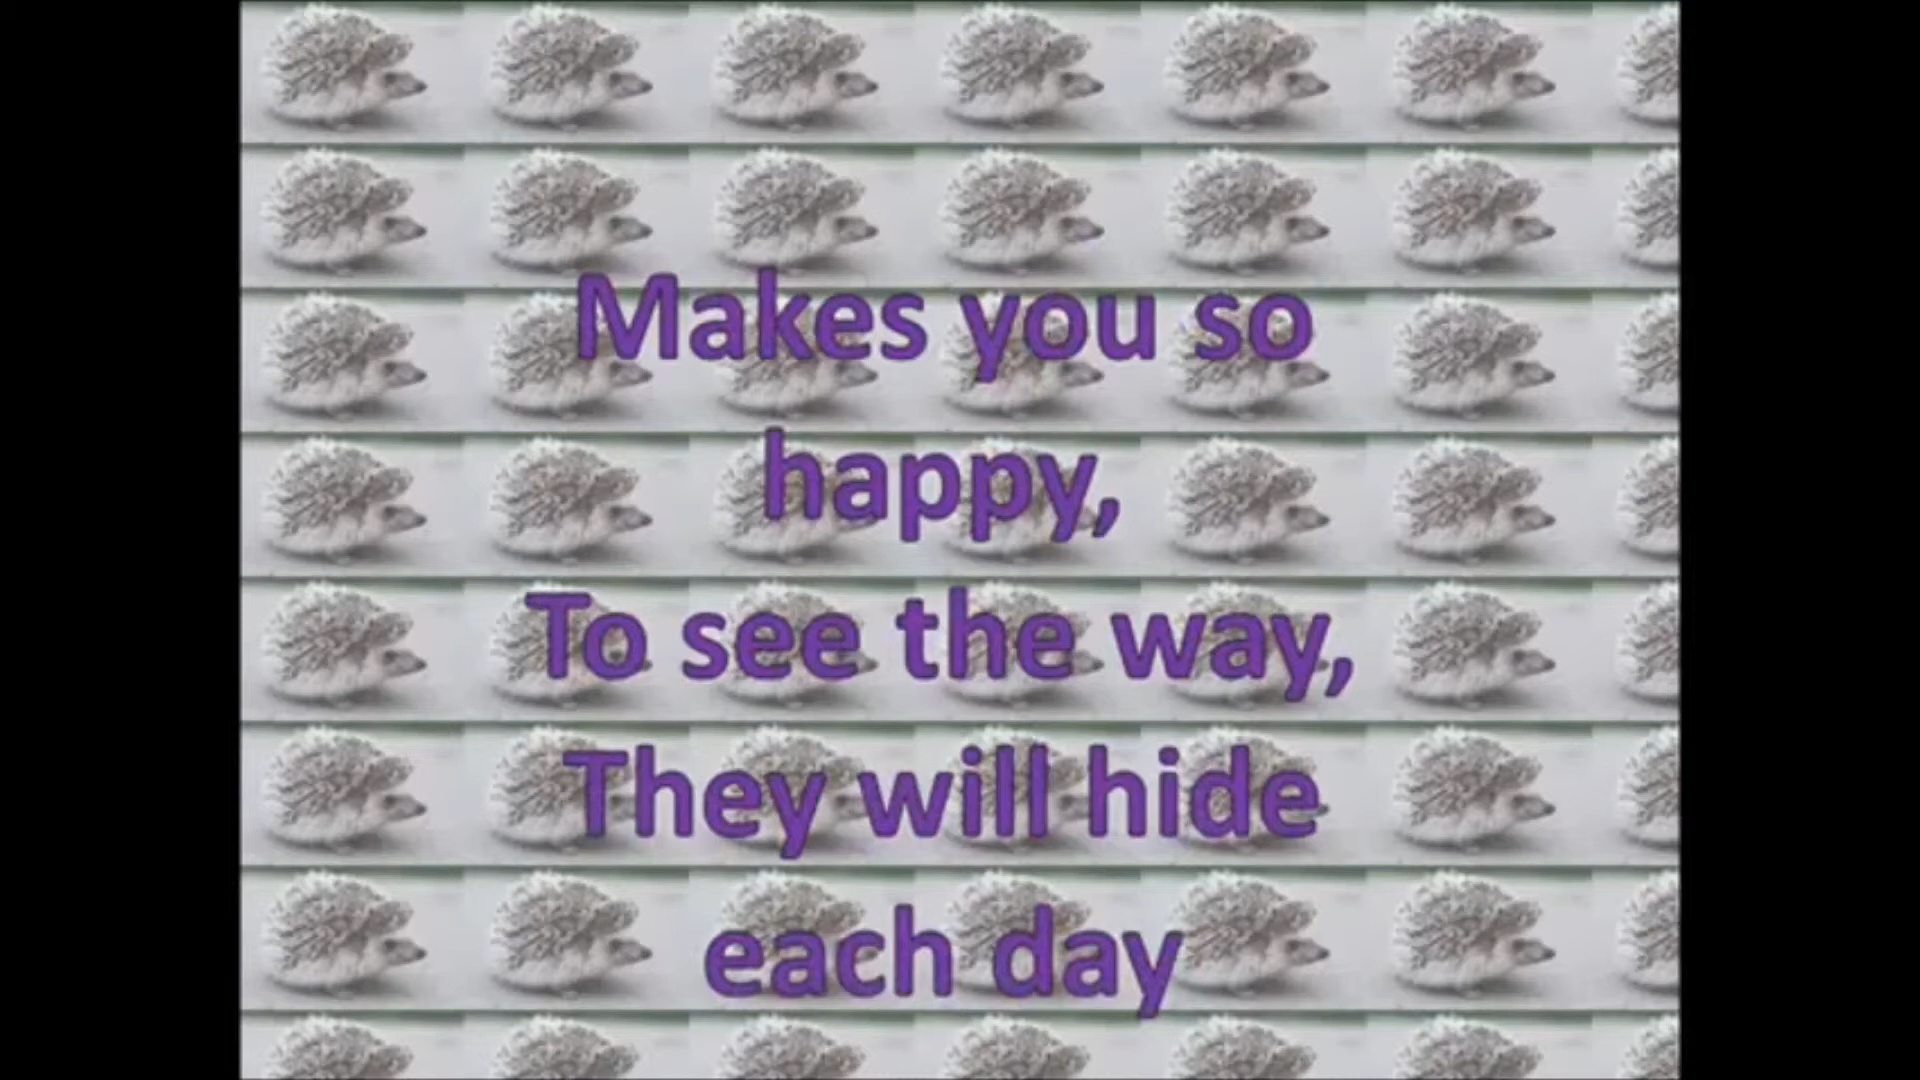 Makes you so
happy,
To see the way,
They will hide
each day